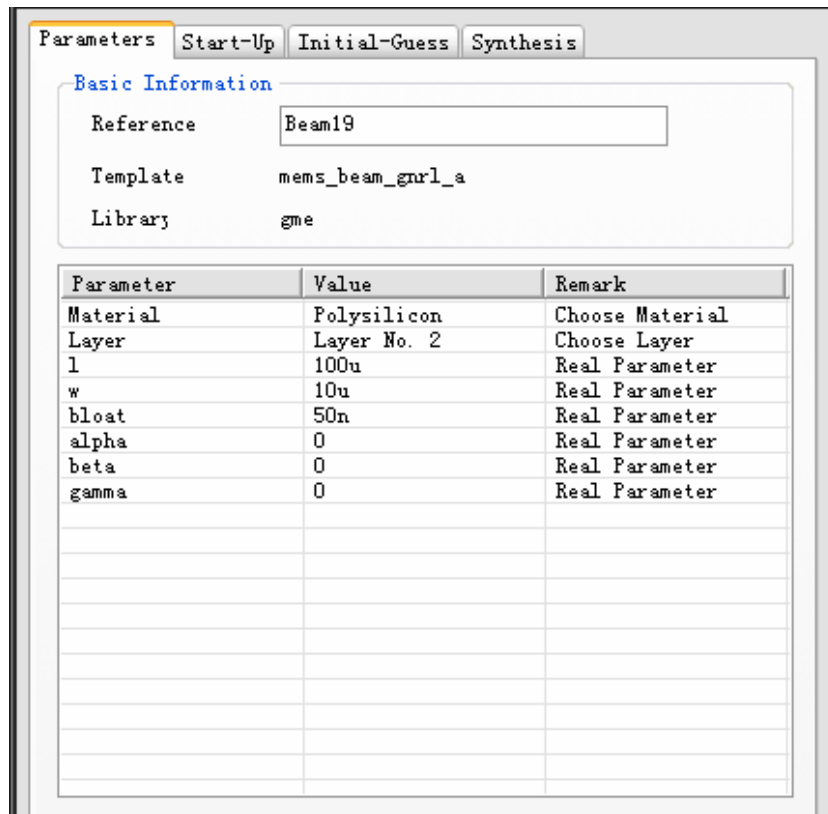 Parameters Start-Up Initial-Guess Synthesis
Basic Information
Reference Beam19
Template mems_beam_gnrl_a
Library gme
Parameter Value Remark
Material Polysilicon Choose Material
Layer Layer No. 2 Choose Layer
l 100u Real Parameter
w 10u Real Parameter
bloat 50n Real Parameter
alpha 0 Real Parameter
beta 0 Real Parameter
gamma 0 Real Parameter